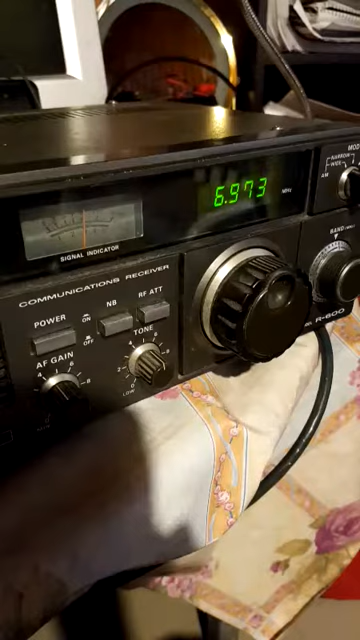 6.973 MHz
MODE
NARROW
WIDE
AM
SIGNAL INDICATOR
BAND (MHz)
COMMUNICATIONS RECEIVER
POWER
ON
OFF
NB
RF ATT
AF GAIN
TONE
LOW
R-600